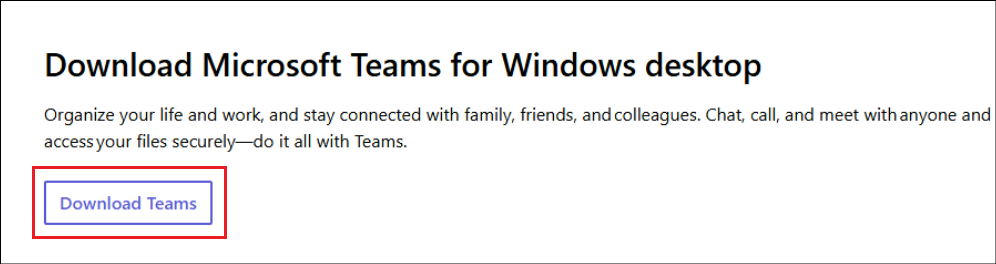 Download Microsoft Teams for Windows desktop
Organize your life and work, and stay connected with family, friends, and colleagues. Chat, call, and meet with anyone and
access your files securely—do it all with Teams.
Download Teams